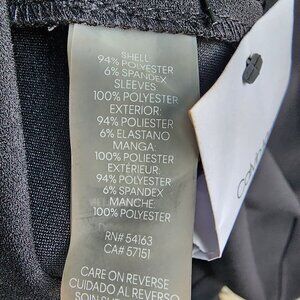 SHELL:
94% POLYESTER
6% SPANDEX
SLEEVES:
100% POLYESTER
EXTERIOR:
94% POLIESTER
6% ELASTANO
MANGA:
100% POLIESTER
EXTÉRIEUR:
94% POLYESTER
6% SPANDEX
MANCHE:
100% POLYESTER
RN# 54163
CA# 57151
CARE ON REVERSE
CUIDADO AL REVERSO